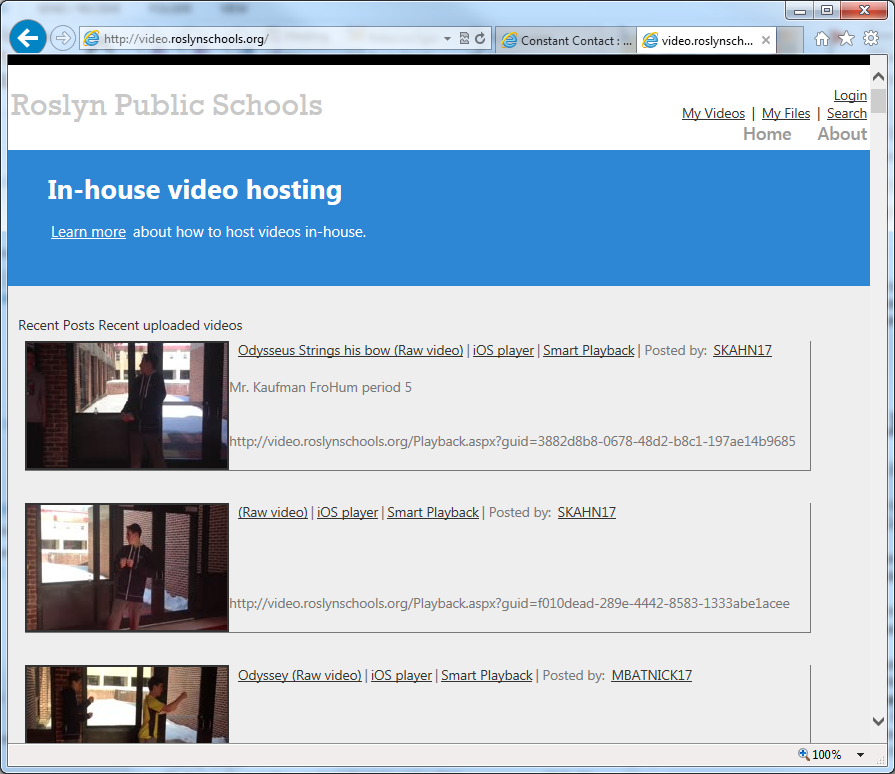 http://video.roslynschools.org/
Constant Contact : ...
video.roslynsch...
Roslyn Public Schools
Login
My Videos | My Files | Search
Home About
In-house video hosting
Learn more about how to host videos in-house.
Recent Posts Recent uploaded videos
Odysseus Strings his bow (Raw video) | iOS player | Smart Playback | Posted by: SKAHN17
Mr. Kaufman FroHum period 5
http://video.roslynschools.org/Playback.aspx?guid=3882d8b8-0678-48d2-b8c1-197ae14b9685
(Raw video) | iOS player | Smart Playback | Posted by: SKAHN17
http://video.roslynschools.org/Playback.aspx?guid=f010dead-289e-4442-8583-1333abe1acee
Odyssey (Raw video) | iOS player | Smart Playback | Posted by: MBATNICK17
100%